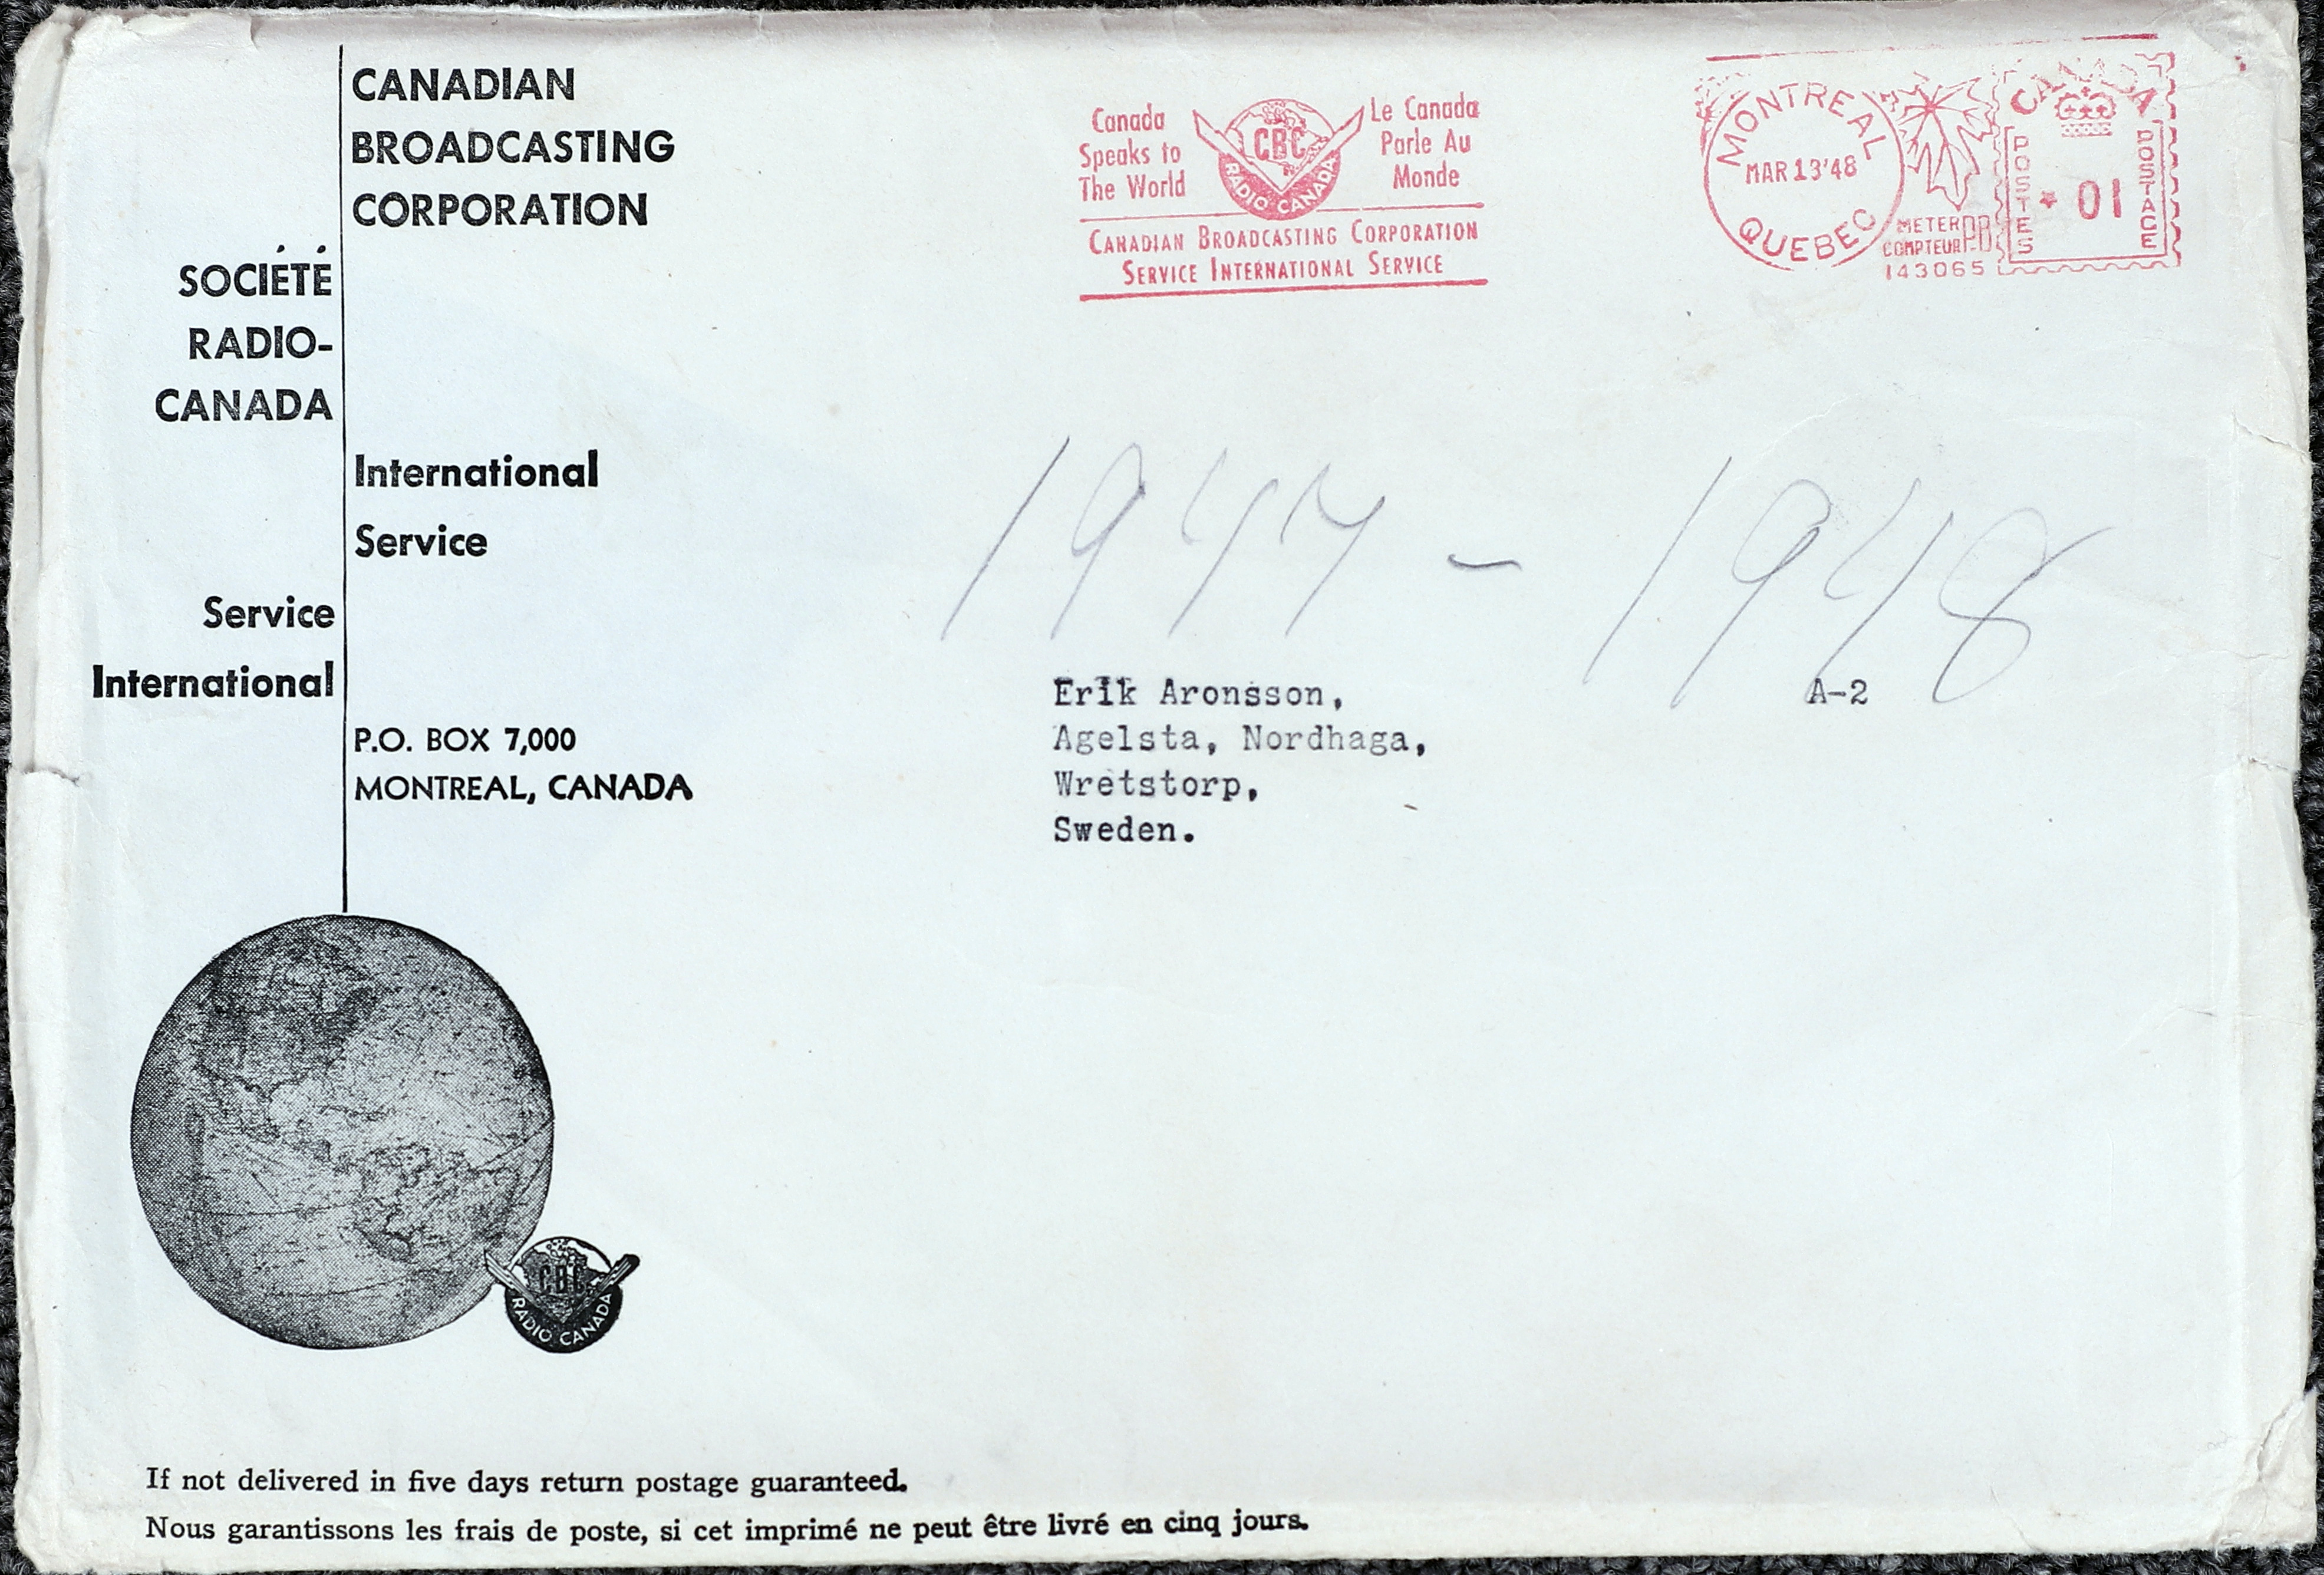 CANADIAN
BROADCASTING
CORPORATION
SOCIÉTÉ
RADIO-
CANADA
International
Service
Service
International
P.O. BOX 7,000
MONTREAL, CANADA
Canada
Speaks to
The World
CBC
RADIO CANADA
Le Canada
Parle Au
Monde
CANADIAN BROADCASTING CORPORATION
SERVICE INTERNATIONAL SERVICE
MONTREAL
MAR 13'48
QUEBEC
METER
COMPTEUR
143065
CANADA
POSTES
01
POSTAGE
1947 - 1948
Erik Aronsson, A-2
Agelsta, Nordhaga,
Wretstorp,
Sweden.
CBC
RADIO CANADA
If not delivered in five days return postage guaranteed.
Nous garantissons les frais de poste, si cet imprimé ne peut être livré en cinq jours.